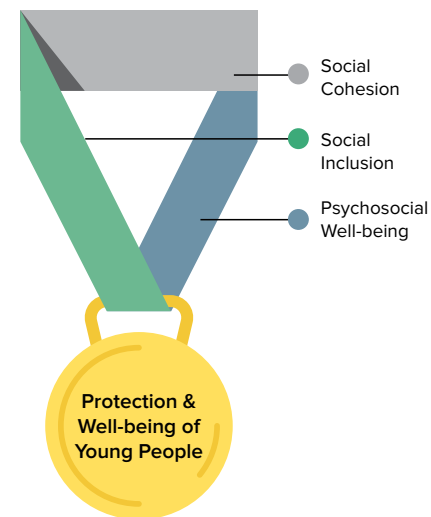 Social
Cohesion
Social
Inclusion
Psychosocial
Well-being
Protection &
Well-being of
Young People